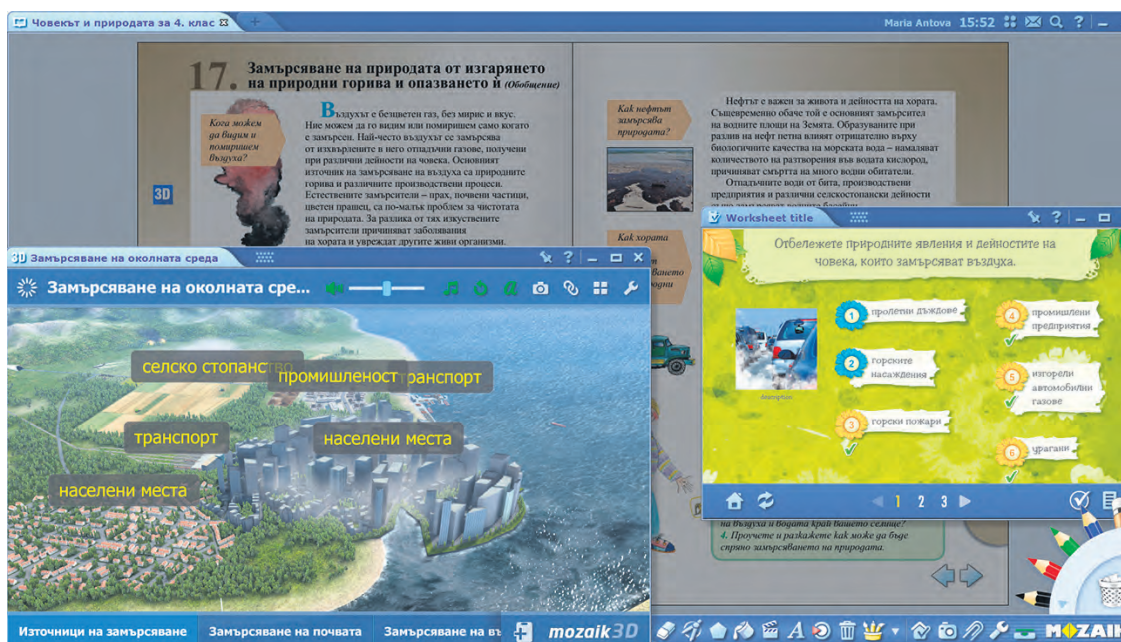 Човекът и природата за 4. клас
Maria Antova 15:52
17. Замърсяване на природата от изгарянето
на природни горива и опазването ѝ (Обобщение)
Кога можем
да видим и
помиришем
въздуха?
Въздухът е безцветен газ, без мирис и вкус.
Ние можем да го видим или помиришем само когато
е замърсен. Най-често въздухът се замърсява
от изхвърлените в него отпадъчни газове, получени
при различни дейности на човека. Основният
източник на замърсяване на въздуха са природните
горива и различните производствени процеси.
Естествените замърсители – прах, почвени частици,
цветен прашец, са по-малък проблем за чистотата
на природата. За разлика от тях изкуствените
замърсители причиняват заболявания
на хората и увреждат другите живи организми.
3D
Как нефтът
замърсява
природата?
Нефтът е важен за живота и дейността на хората.
Същевременно обаче той е основният замърсител
на водните площи на Земята. Образуваните при
разлив на нефт петна влияят отрицателно върху
биологичните качества на морската вода – намаляват
количеството на разтворения във водата кислород,
причиняват смъртта на много водни обитатели.
Отпадъчните води от бита, производствени
предприятия и различни селскостопански дейности
Как хората
на въздуха и водата край вашето селище?
4. Проучете и разкажете как може да бъде
спряно замърсяването на природата.
3D Замърсяване на околната среда
Замърсяване на околната сре...
селско стопанство
промишленост
транспорт
транспорт
населени места
населени места
Източници на замърсяване
Замърсяване на почвата
Замърсяване на въ
mozaik3D
Worksheet title
Отбележете природните явления и дейностите на
човека, които замърсяват въздуха.
description
1 пролетни дъждове
2 горските
насаждения
3 горски пожари
4 промишлени
предприятия
5 изгорели
автомобилни
газове
6 урагани
1 2 3
MOZAIK